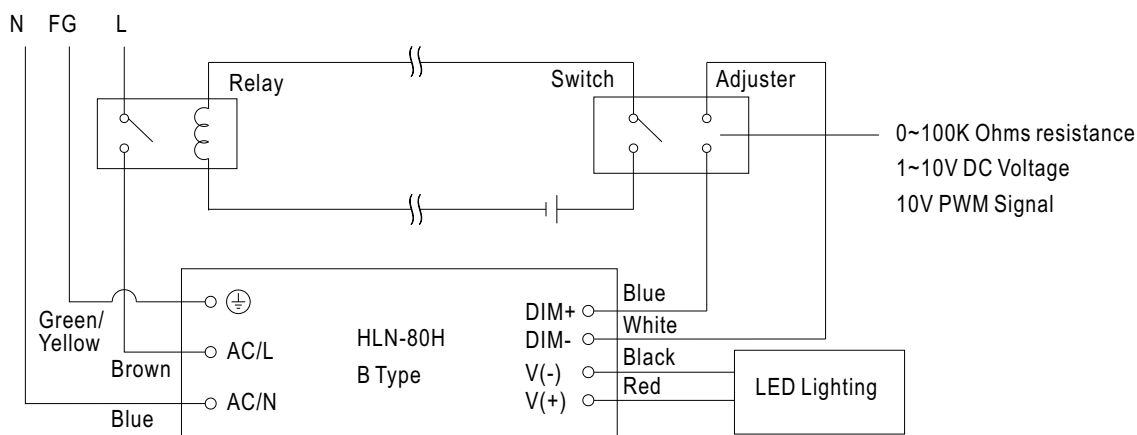 N FG L
Relay
Switch
Adjuster
0~100K Ohms resistance
1~10V DC Voltage
10V PWM Signal
Green/
Yellow
Brown
Blue
AC/L
AC/N
HLN-80H
B Type
DIM+
DIM-
V(-)
V(+)
Blue
White
Black
Red
LED Lighting